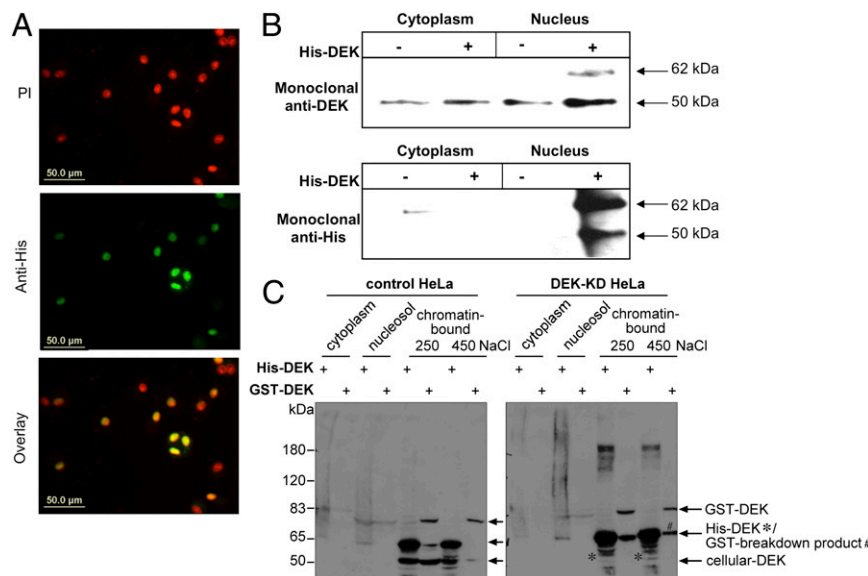 A
PI
50.0 µm
Anti-His
50.0 µm
Overlay
50.0 µm
B
Cytoplasm Nucleus
His-DEK - + - +
Monoclonal
anti-DEK
62 kDa
50 kDa
Cytoplasm Nucleus
His-DEK - + - +
Monoclonal
anti-His
62 kDa
50 kDa
C
control HeLa DEK-KD HeLa
cytoplasm nucleosol chromatin-bound 250 450 NaCl
cytoplasm nucleosol chromatin-bound 250 450 NaCl
His-DEK + + + + + + + +
GST-DEK + + + + + + + +
kDa
180
120
83
65
50
GST-DEK
#
His-DEK*/
GST-breakdown product#
* *
cellular-DEK